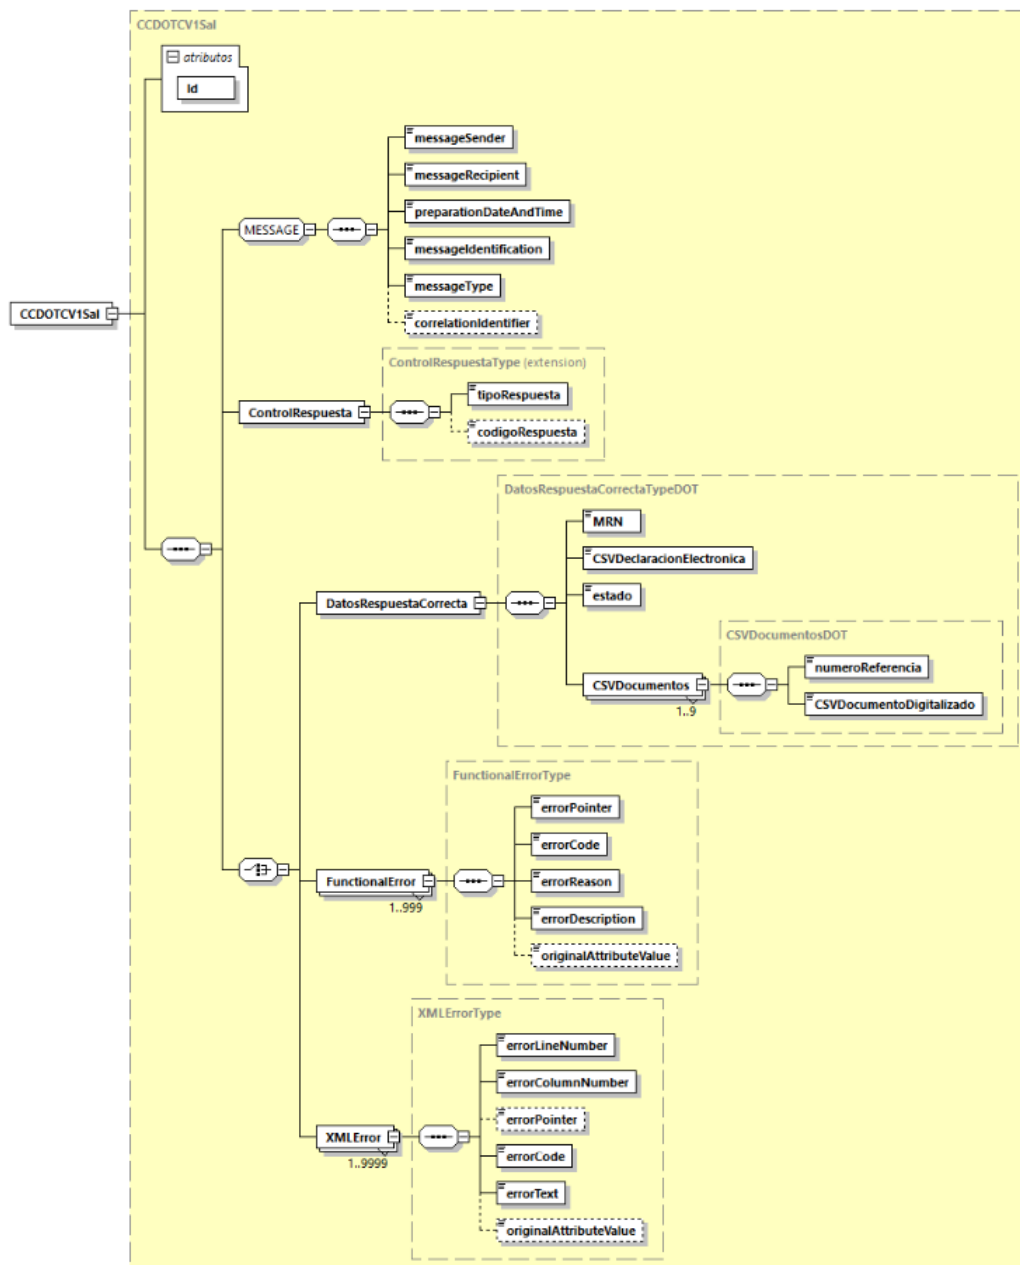 CCDOTCV1Sal
atributos
Id
messageSender
messageRecipient
preparationDateAndTime
MESSAGE
messageIdentification
messageType
CCDOTCV1Sal
correlationIdentifier
ControlRespuestaType (extension)
tipoRespuesta
ControlRespuesta
codigoRespuesta
DatosRespuestaCorrectaTypeDOT
MRN
CSVDeclaracionElectronica
estado
DatosRespuestaCorrecta
CSVDocumentosDOT
numeroReferencia
CSVDocumentos
CSVDocumentoDigitalizado
1..9
FunctionalErrorType
errorPointer
errorCode
FunctionalError
errorReason
1..999
errorDescription
originalAttributeValue
XMLErrorType
errorLineNumber
errorColumnNumber
errorPointer
XMLError
errorCode
1..9999
errorText
originalAttributeValue